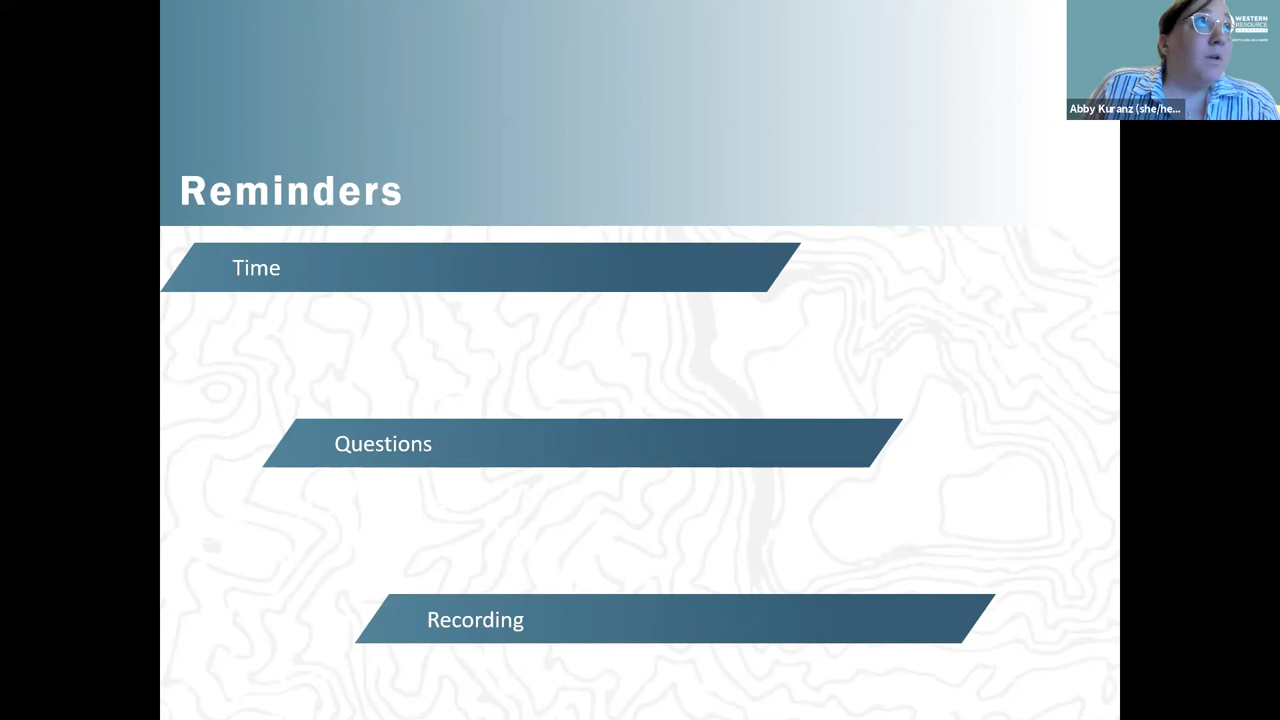 WESTERN
RESOURCE
Abby Kuranz (she/he...
Reminders
Time
Questions
Recording